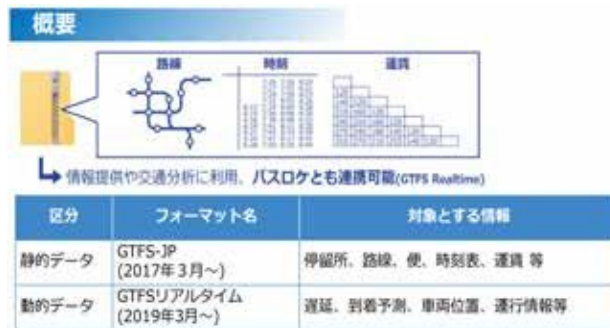 概要
路線 時刻 運賃
情報提供や交通分析に利用、バスロケとも連携可能(GTFS Realtime)
区分 フォーマット名 対象とする情報
静的データ GTFS-JP
(2017年3月～) 停留所、路線、便、時刻表、運賃 等
動的データ GTFSリアルタイム
(2019年3月～) 遅延、到着予測、車両位置、運行情報等